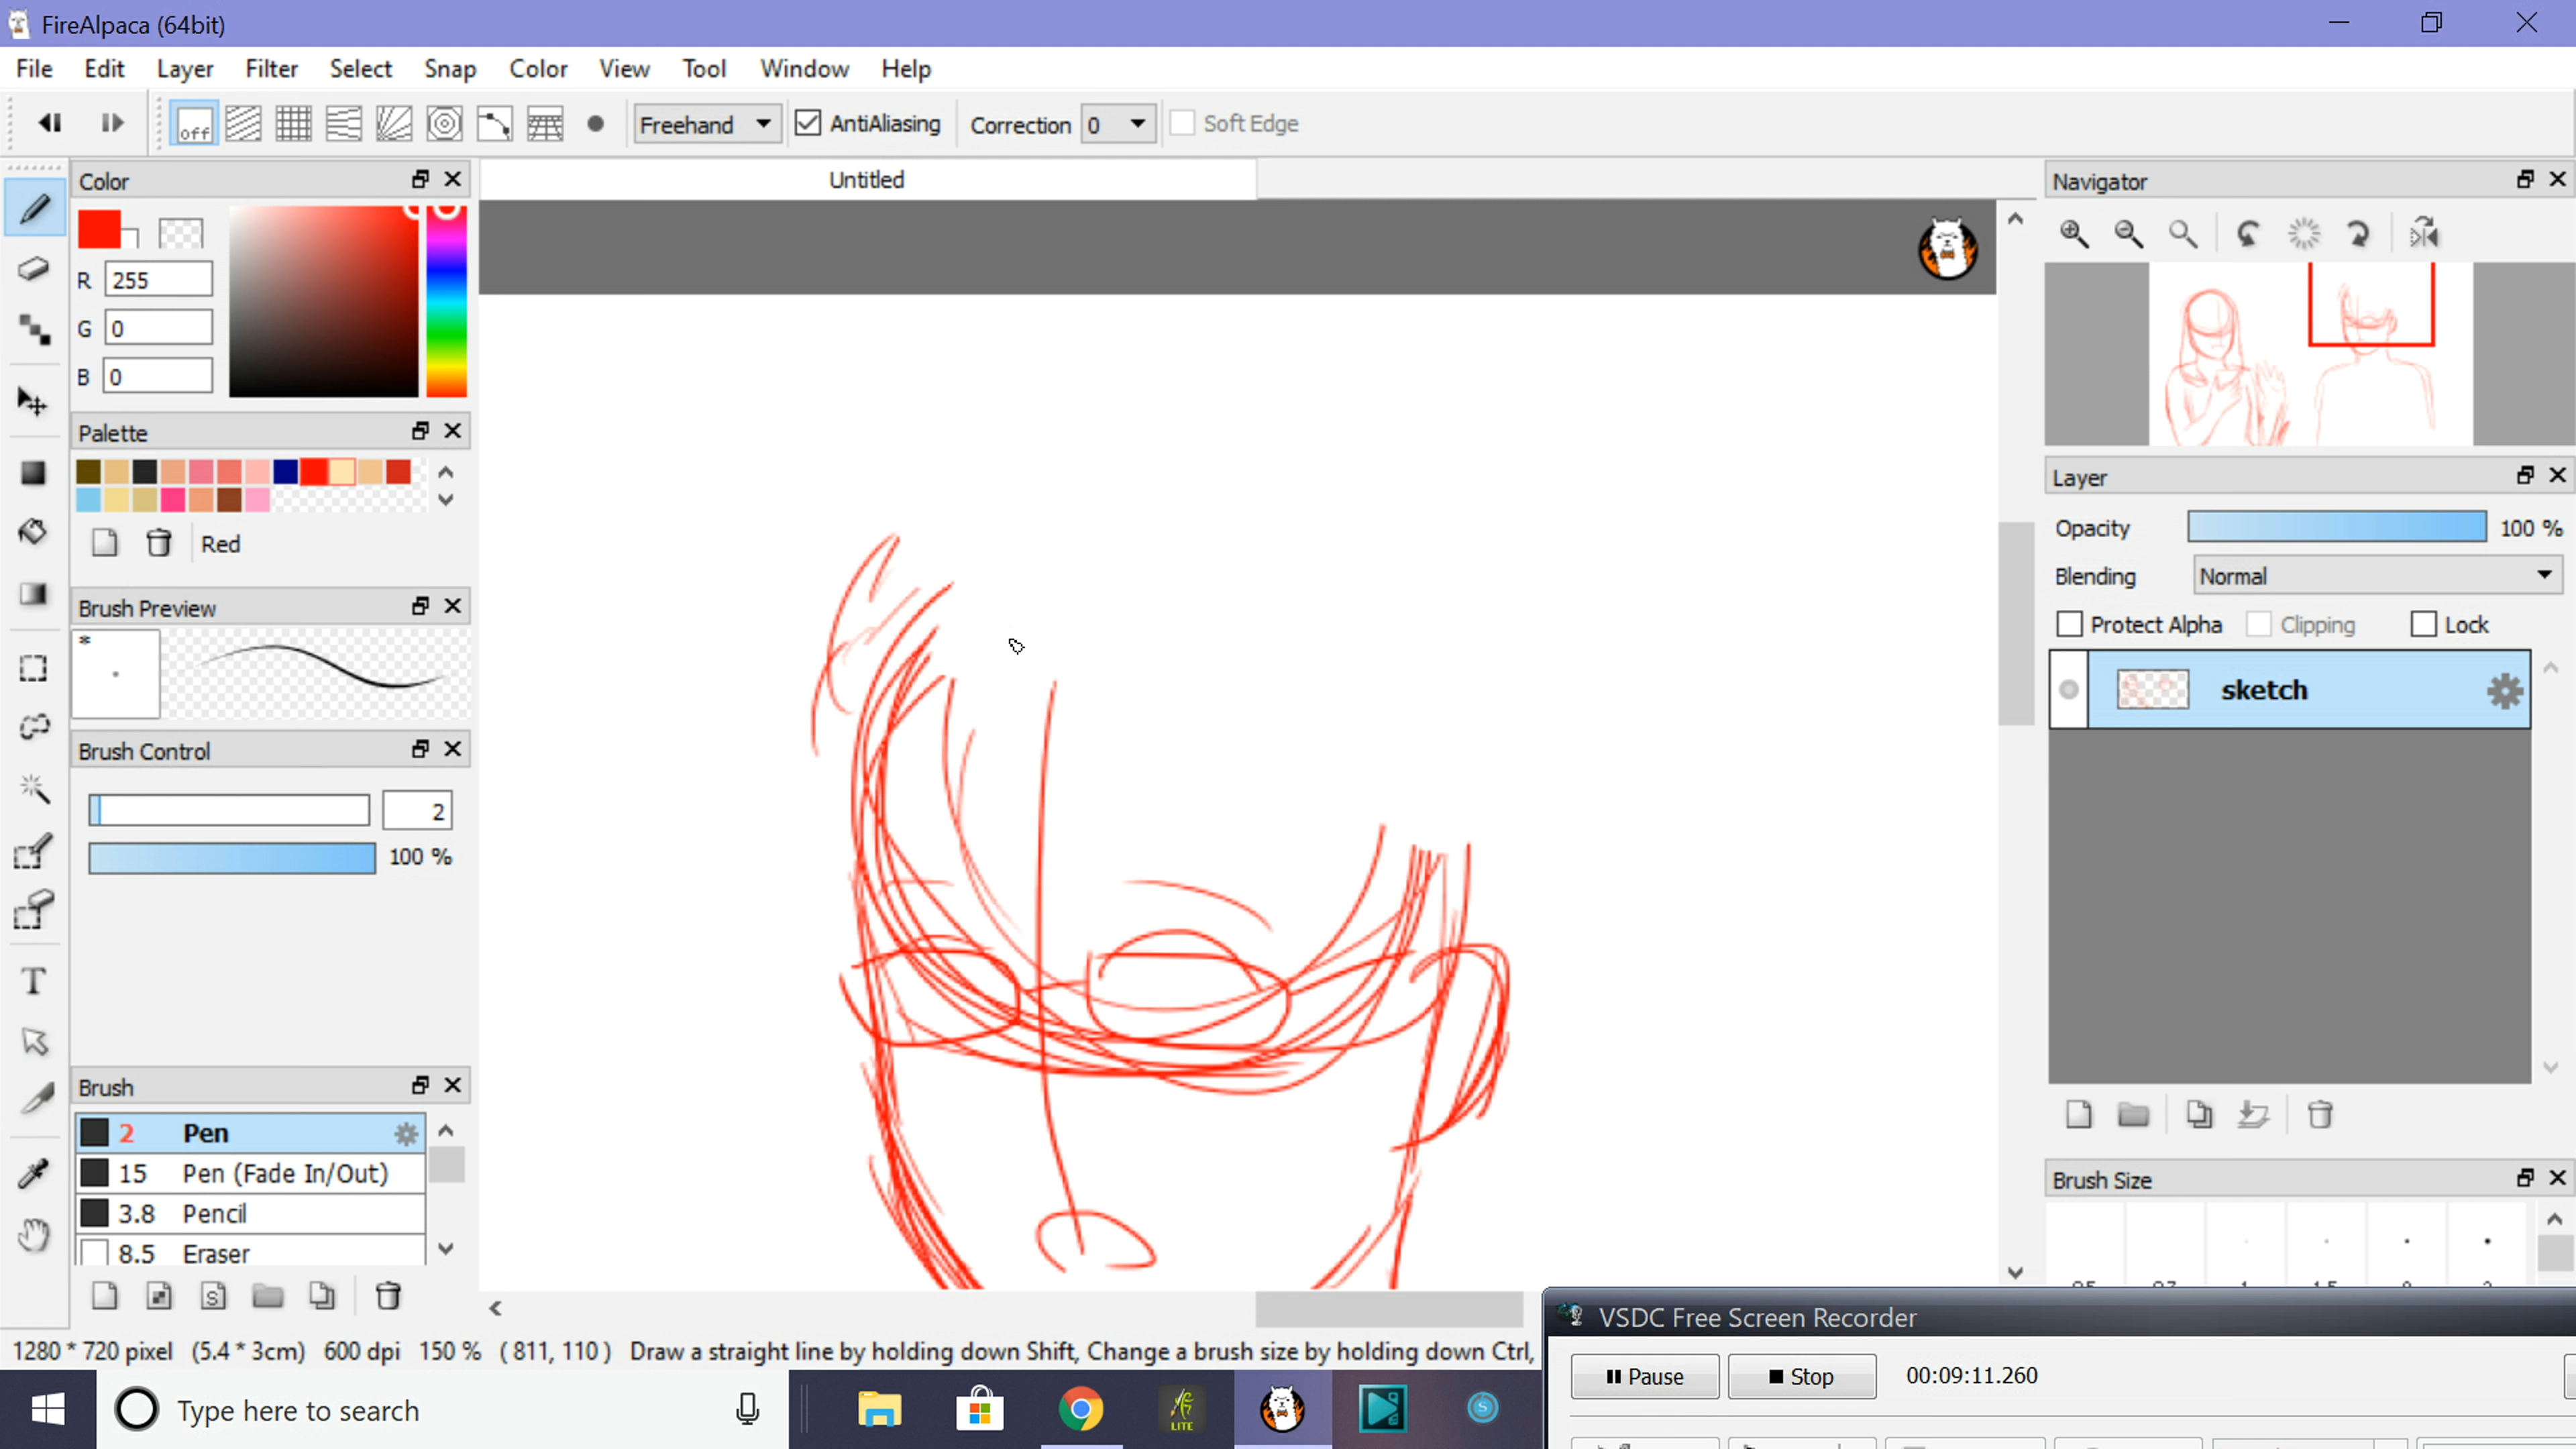 FireAlpaca (64bit)
File Edit Layer Filter Select Snap Color View Tool Window Help
off Freehand AntiAliasing Correction 0 Soft Edge
Color
R 255
G 0
B 0
Palette
Red
Brush Preview
*
Brush Control
2
100 %
Brush
2 Pen
15 Pen (Fade In/Out)
3.8 Pencil
8.5 Eraser
Untitled
Navigator
Layer
Opacity 100 %
Blending Normal
Protect Alpha Clipping Lock
sketch
Brush Size
1280 * 720 pixel (5.4 * 3cm) 600 dpi 150 % ( 811, 110 ) Draw a straight line by holding down Shift, Change a brush size by holding down Ctrl,
VSDC Free Screen Recorder
Pause Stop 00:09:11.260
Type here to search
LITE